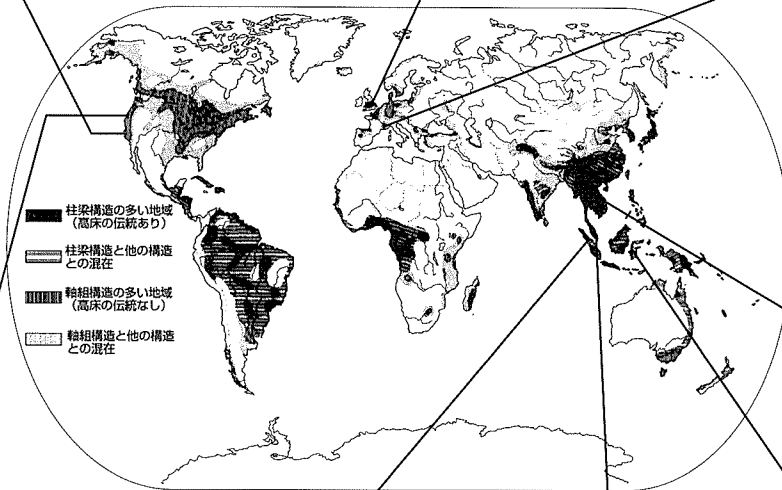 柱梁構造の多い地域
(高床の伝統あり)
柱梁構造と他の構造
との混在
軸組構造の多い地域
(高床の伝統なし)
軸組構造と他の構造
との混在